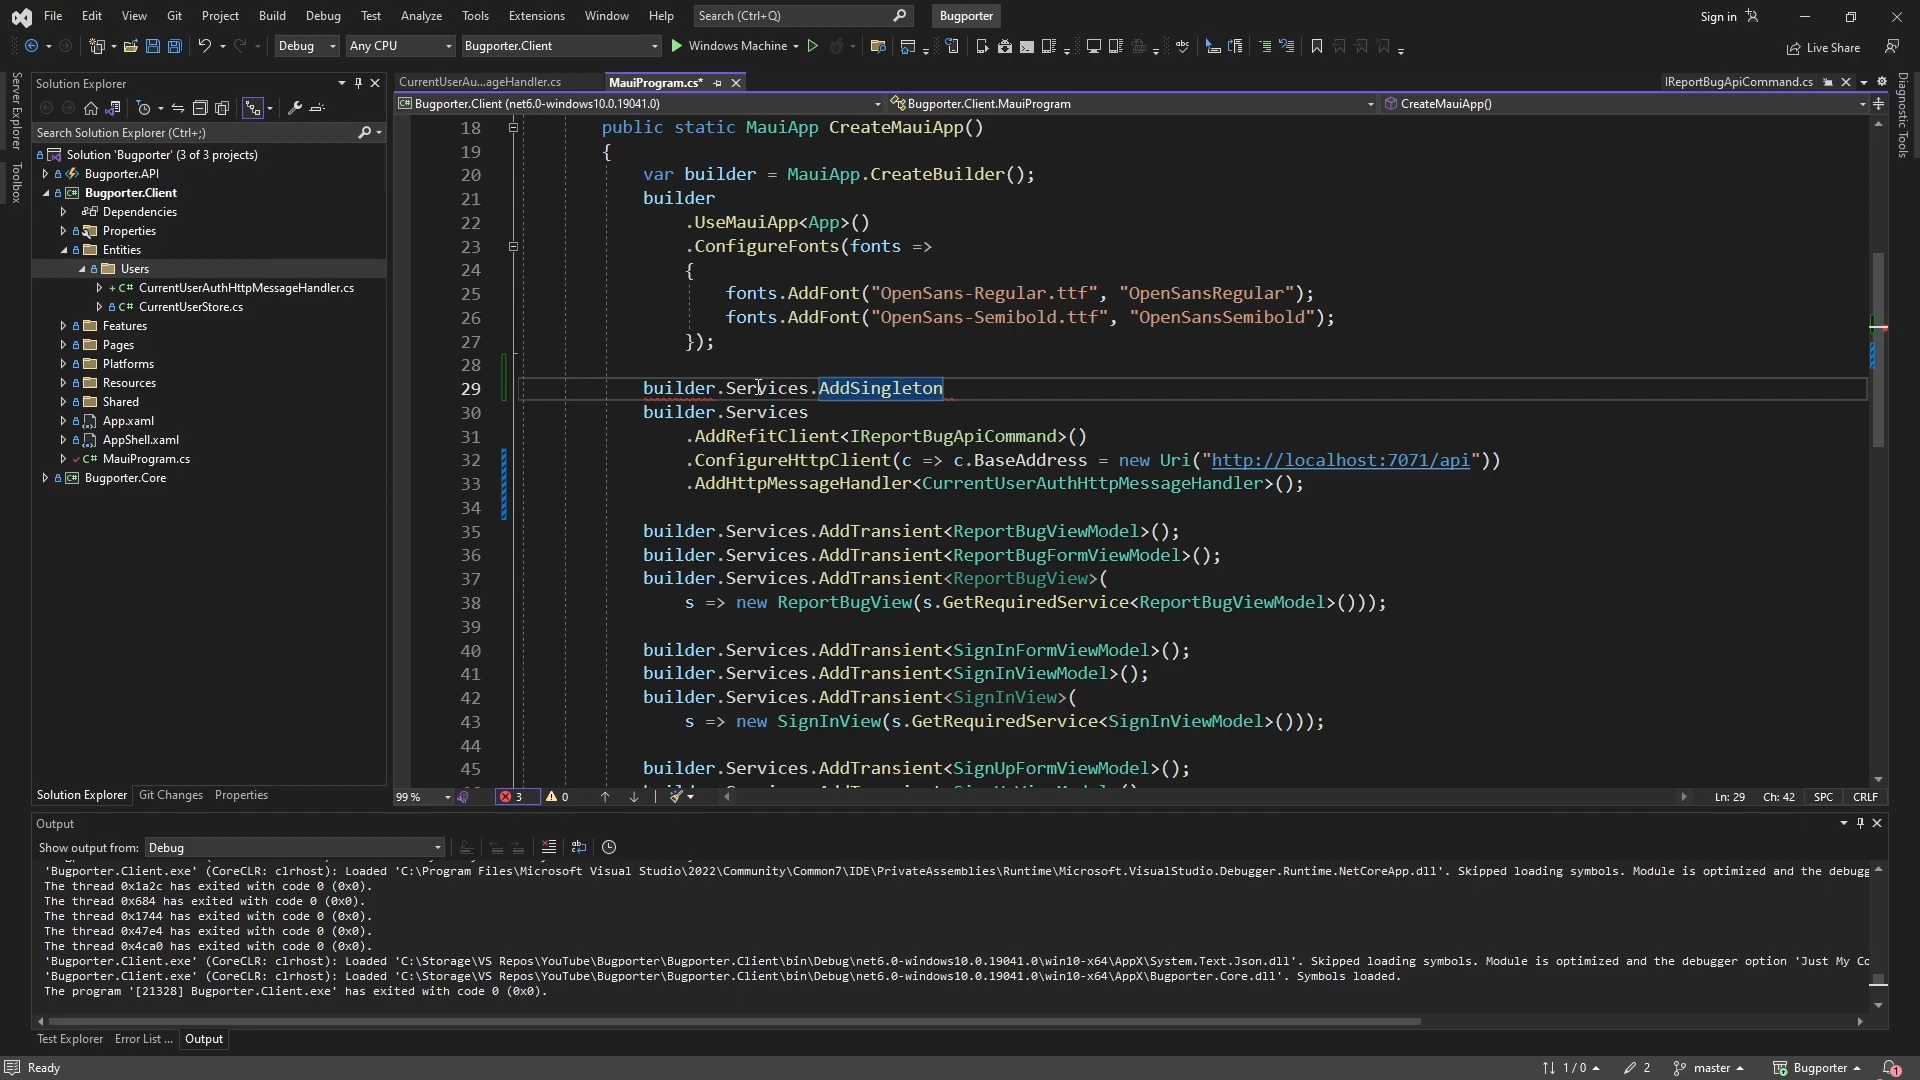 File Edit View Git Project Build Debug Test Analyze Tools Extensions Window Help Search (Ctrl+Q) Bugporter Sign in
Debug Any CPU Bugporter.Client Windows Machine Live Share
Server Explorer
Toolbox
Solution Explorer
Search Solution Explorer (Ctrl+;)
Solution 'Bugporter' (3 of 3 projects)
Bugporter.API
Bugporter.Client
Dependencies
Properties
Entities
Users
CurrentUserAuthHttpMessageHandler.cs
CurrentUserStore.cs
Features
Pages
Platforms
Resources
Shared
App.xaml
AppShell.xaml
MauiProgram.cs
Bugporter.Core
Solution Explorer Git Changes Properties
CurrentUserAu...ageHandler.cs MauiProgram.cs* IReportBugApiCommand.cs
Bugporter.Client (net6.0-windows10.0.19041.0) Bugporter.Client.MauiProgram CreateMauiApp()
18 public static MauiApp CreateMauiApp()
19 {
20 var builder = MauiApp.CreateBuilder();
21 builder
22 .UseMauiApp<App>()
23 .ConfigureFonts(fonts =>
24 {
25 fonts.AddFont("OpenSans-Regular.ttf", "OpenSansRegular");
26 fonts.AddFont("OpenSans-Semibold.ttf", "OpenSansSemibold");
27 });
28
29 builder.Services.AddSingleton
30 builder.Services
31 .AddRefitClient<IReportBugApiCommand>()
32 .ConfigureHttpClient(c => c.BaseAddress = new Uri("http://localhost:7071/api"))
33 .AddHttpMessageHandler<CurrentUserAuthHttpMessageHandler>();
34
35 builder.Services.AddTransient<ReportBugViewModel>();
36 builder.Services.AddTransient<ReportBugFormViewModel>();
37 builder.Services.AddTransient<ReportBugView>(
38 s => new ReportBugView(s.GetRequiredService<ReportBugViewModel>()));
39
40 builder.Services.AddTransient<SignInFormViewModel>();
41 builder.Services.AddTransient<SignInViewModel>();
42 builder.Services.AddTransient<SignInView>(
43 s => new SignInView(s.GetRequiredService<SignInViewModel>()));
44
45 builder.Services.AddTransient<SignUpFormViewModel>();
99 % 3 0 Ln: 29 Ch: 42 SPC CRLF
Diagnostic Tools
Output
Show output from: Debug
'Bugporter.Client.exe' (CoreCLR: clrhost): Loaded 'C:\Program Files\Microsoft Visual Studio\2022\Community\Common7\IDE\PrivateAssemblies\Runtime\Microsoft.VisualStudio.Debugger.Runtime.NetCoreApp.dll'. Skipped loading symbols. Module is optimized and the debugg
The thread 0x1a2c has exited with code 0 (0x0).
The thread 0x684 has exited with code 0 (0x0).
The thread 0x1744 has exited with code 0 (0x0).
The thread 0x47e4 has exited with code 0 (0x0).
The thread 0x4ca0 has exited with code 0 (0x0).
'Bugporter.Client.exe' (CoreCLR: clrhost): Loaded 'C:\Storage\VS Repos\YouTube\Bugporter\Bugporter.Client\bin\Debug\net6.0-windows10.0.19041.0\win10-x64\AppX\System.Text.Json.dll'. Skipped loading symbols. Module is optimized and the debugger option 'Just My Co
'Bugporter.Client.exe' (CoreCLR: clrhost): Loaded 'C:\Storage\VS Repos\YouTube\Bugporter\Bugporter.Client\bin\Debug\net6.0-windows10.0.19041.0\win10-x64\AppX\Bugporter.Core.dll'. Symbols loaded.
The program '[21328] Bugporter.Client.exe' has exited with code 0 (0x0).
Test Explorer Error List ... Output
Ready 1 / 0 2 master Bugporter 1